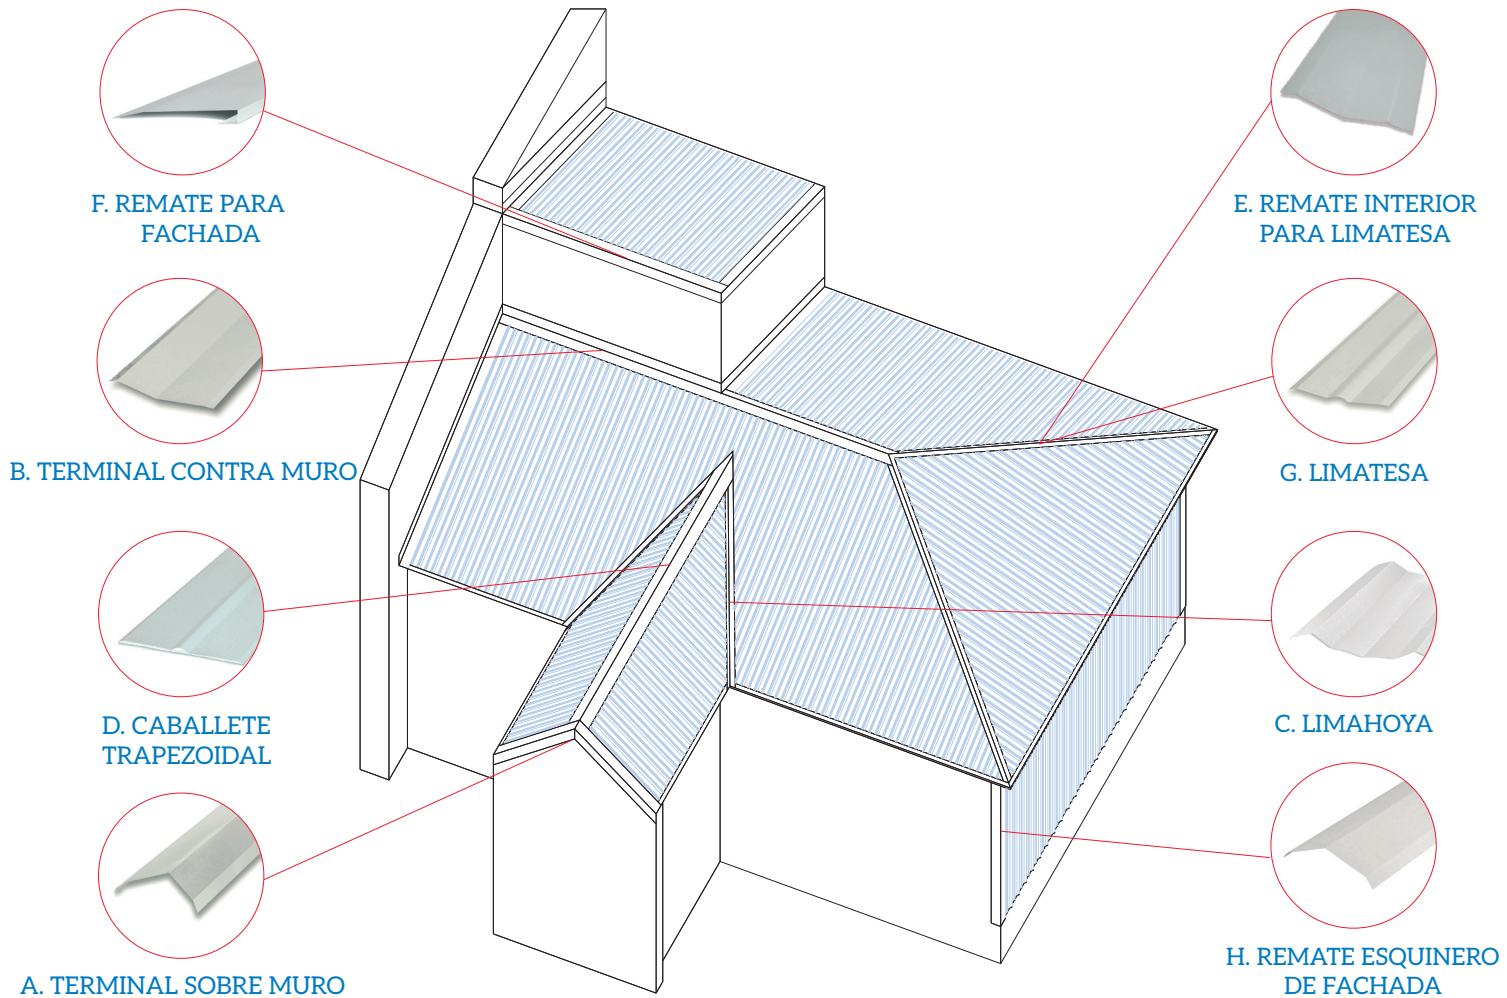 F. REMATE PARA
FACHADA
B. TERMINAL CONTRA MURO
D. CABALLETE
TRAPEZOIDAL
A. TERMINAL SOBRE MURO
E. REMATE INTERIOR
PARA LIMATESA
G. LIMATESA
C. LIMAHOYA
H. REMATE ESQUINERO
DE FACHADA